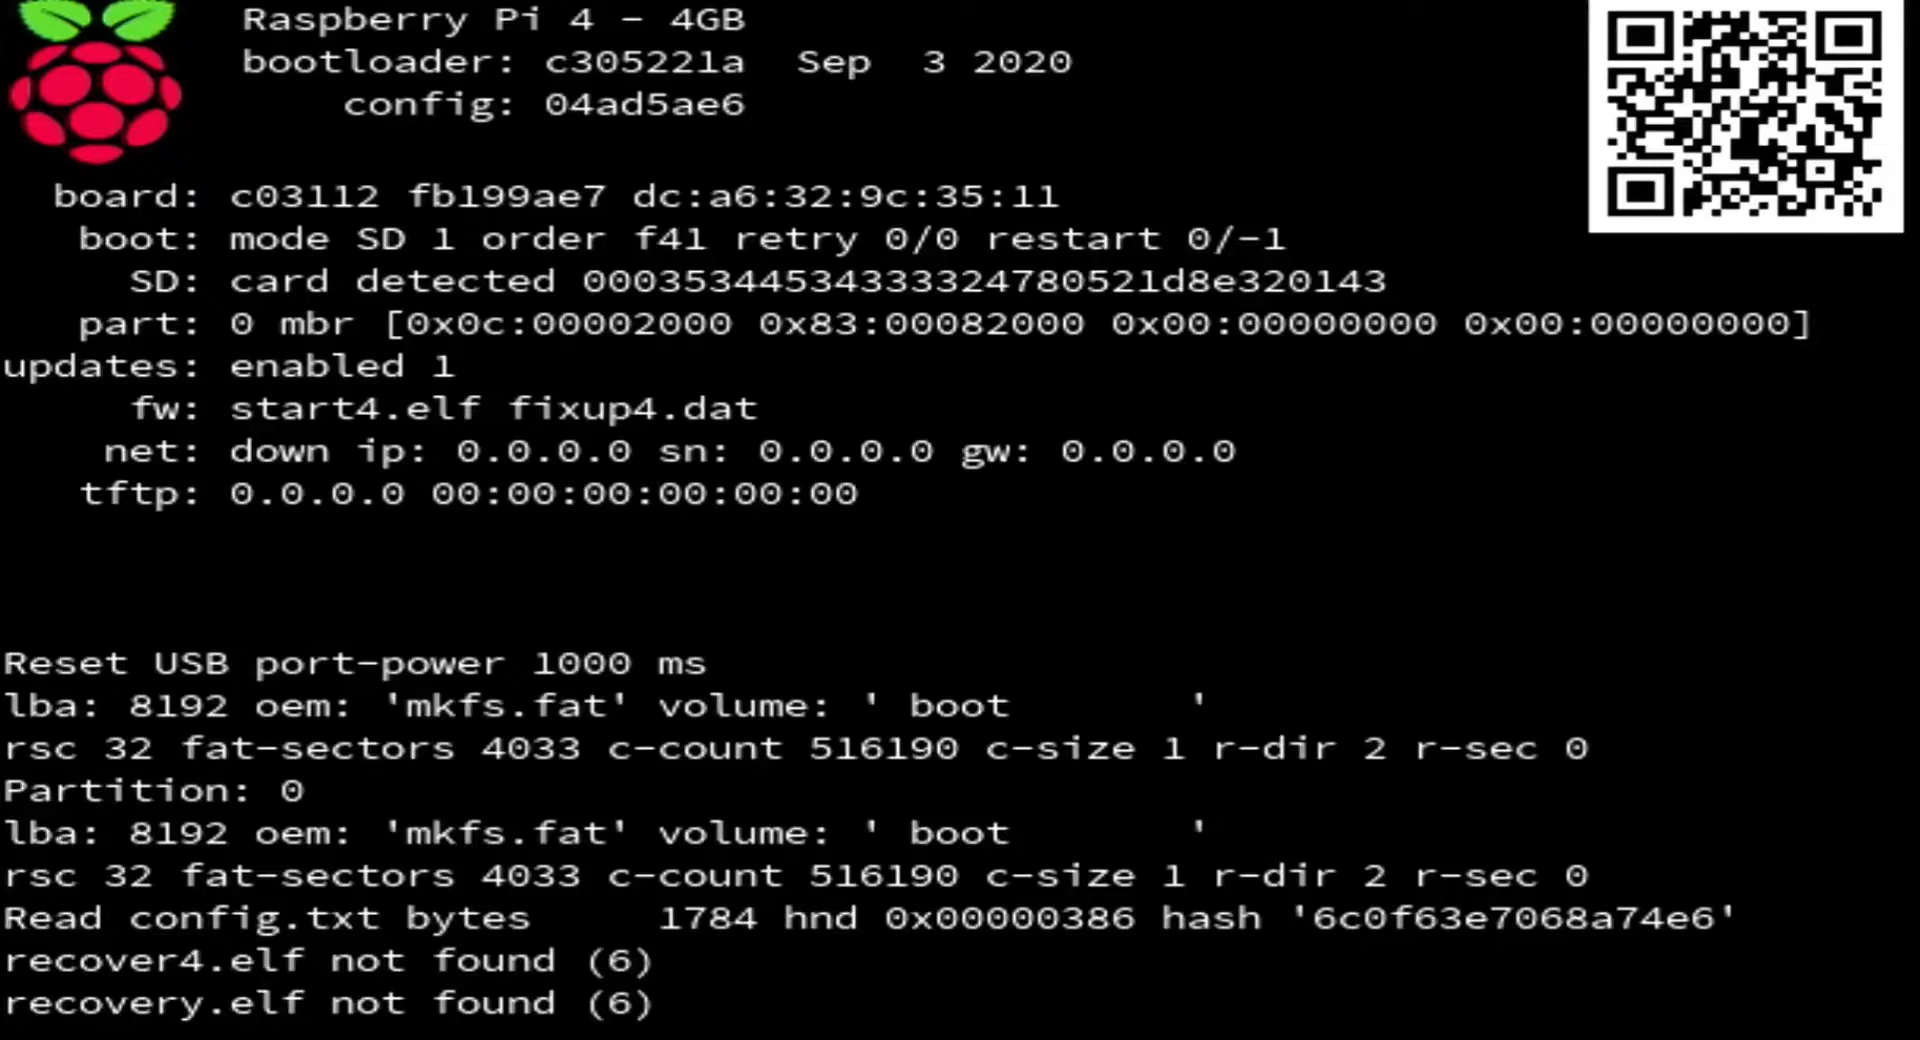 Raspberry Pi 4 - 4GB
bootloader: c305221a Sep 3 2020
config: 04ad5ae6
board: c03112 fb199ae7 dc:a6:32:9c:35:11
boot: mode SD 1 order f41 retry 0/0 restart 0/-1
SD: card detected 00035344534333324780521d8e320143
part: 0 mbr [0x0c:00002000 0x83:00082000 0x00:00000000 0x00:00000000]
updates: enabled 1
fw: start4.elf fixup4.dat
net: down ip: 0.0.0.0 sn: 0.0.0.0 gw: 0.0.0.0
tftp: 0.0.0.0 00:00:00:00:00:00
Reset USB port-power 1000 ms
lba: 8192 oem: 'mkfs.fat' volume: ' boot       '
rsc 32 fat-sectors 4033 c-count 516190 c-size 1 r-dir 2 r-sec 0
Partition: 0
lba: 8192 oem: 'mkfs.fat' volume: ' boot       '
rsc 32 fat-sectors 4033 c-count 516190 c-size 1 r-dir 2 r-sec 0
Read config.txt bytes     1784 hnd 0x00000386 hash '6c0f63e7068a74e6'
recover4.elf not found (6)
recovery.elf not found (6)